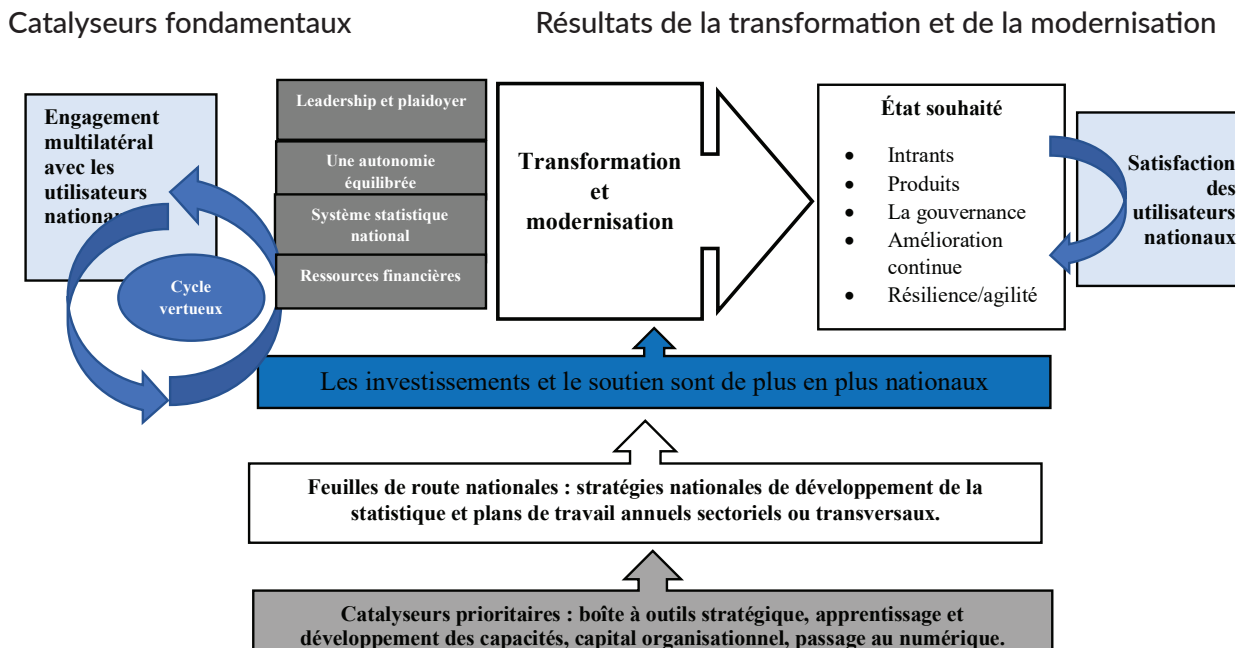 Catalyseurs fondamentaux
Résultats de la transformation et de la modernisation
Engagement
multilatéral
avec les
utilisateurs
nationau
Cycle
vertueux
Leadership et plaidoyer
Une autonomie
équilibrée
Système statistique
national
Ressources financières
Transformation
et
modernisation
État souhaité
• Intrants
• Produits
• La gouvernance
• Amélioration
continue
• Résilience/agilité
Satisfaction
des
utilisateurs
nationaux
Les investissements et le soutien sont de plus en plus nationaux
Feuilles de route nationales : stratégies nationales de développement de la
statistique et plans de travail annuels sectoriels ou transversaux.
Catalyseurs prioritaires : boîte à outils stratégique, apprentissage et
développement des capacités, capital organisationnel, passage au numérique.